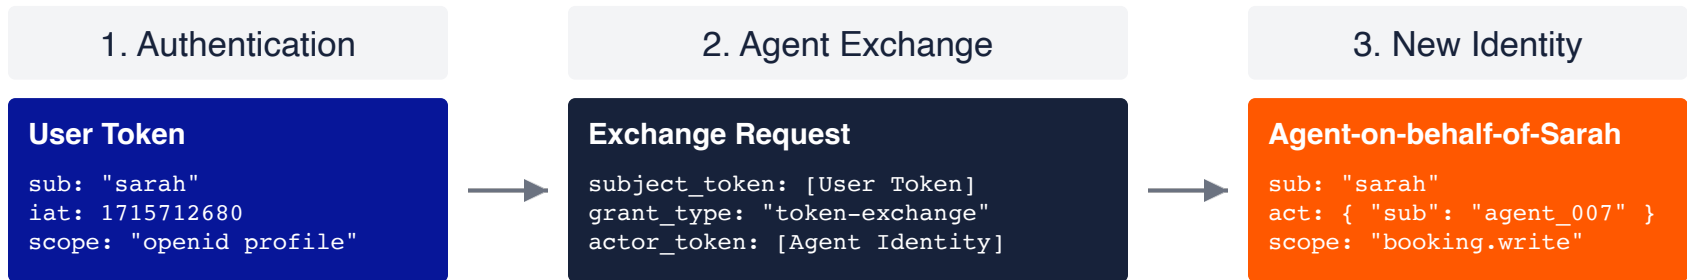 1. Authentication
User Token
sub: "sarah"
iat: 1715712680
scope: "openid profile"
2. Agent Exchange
Exchange Request
subject_token: [User Token]
grant_type: "token-exchange"
actor_token: [Agent Identity]
3. New Identity
Agent-on-behalf-of-Sarah
sub: "sarah"
act: { "sub": "agent_007" }
scope: "booking.write"